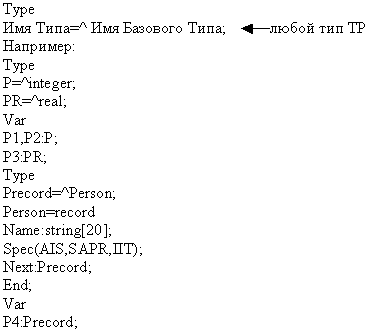 Type
Имя Типа=^ Имя Базового Типа; любой тип ТР
Например:
Type
P=^integer;
PR=^real;
Var
P1,P2:P;
P3:PR;
Type
Precord=^Person;
Person=record
Name:string[20];
Spec(AIS,SAPR,ПТ);
Next:Precord;
End;
Var
P4:Precord;